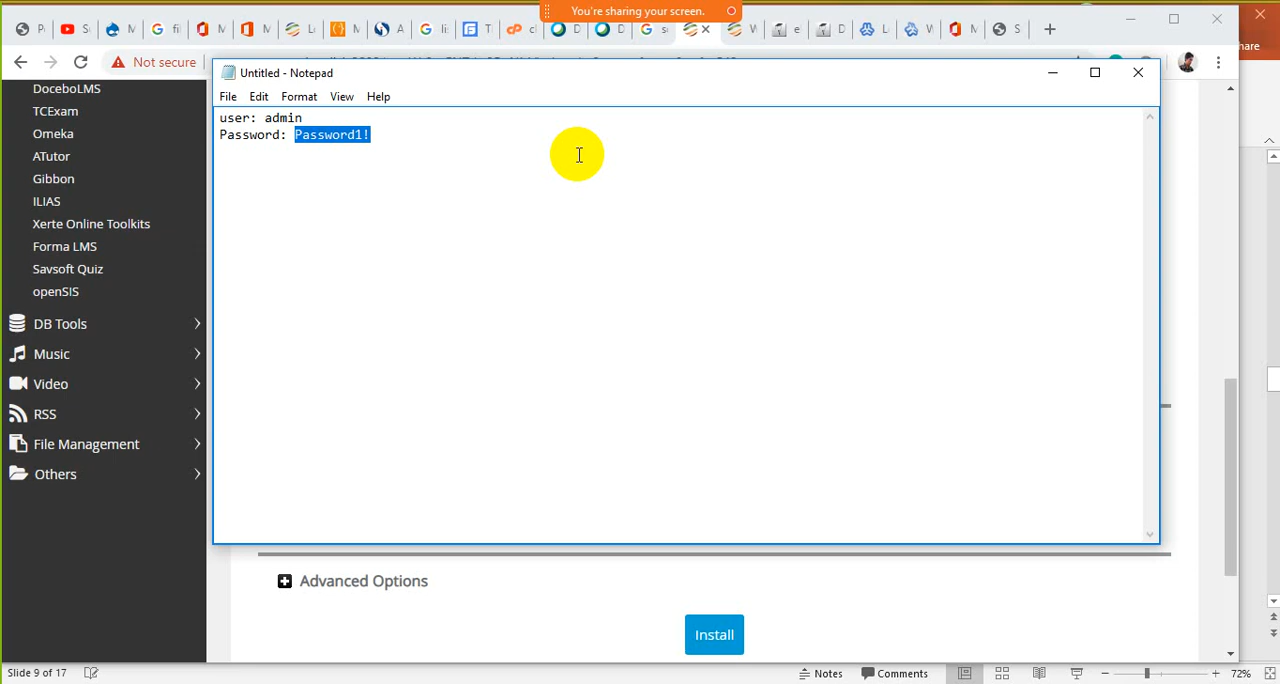 You're sharing your screen.
Not secure
hare
Untitled - Notepad
File Edit Format View Help
user: admin
Password: Password1!
DoceboLMS
TCExam
Omeka
ATutor
Gibbon
ILIAS
Xerte Online Toolkits
Forma LMS
Savsoft Quiz
openSIS
DB Tools
Music
Video
RSS
File Management
Others
Advanced Options
Install
Slide 9 of 17
Notes
Comments
72%